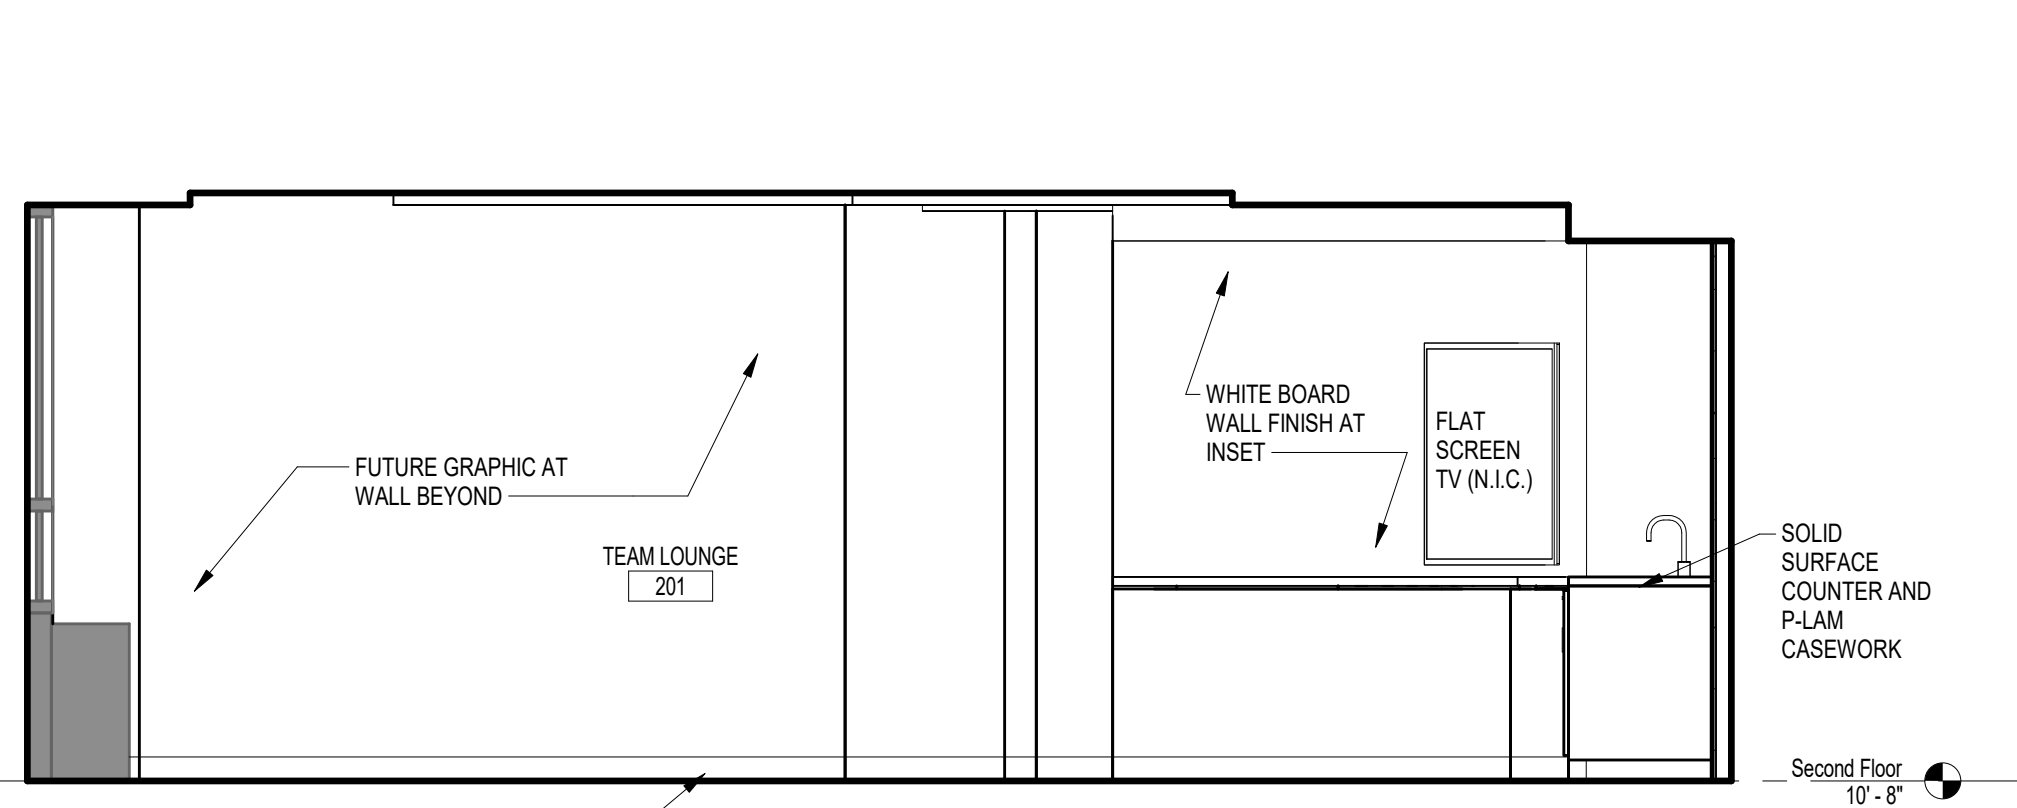 WHITE BOARD
WALL FINISH AT
INSET
FLAT
SCREEN
TV (N.I.C.)
FUTURE GRAPHIC AT
WALL BEYOND
TEAM LOUNGE
201
SOLID
SURFACE
COUNTER AND
P-LAM
CASEWORK
Second Floor
10' - 8"